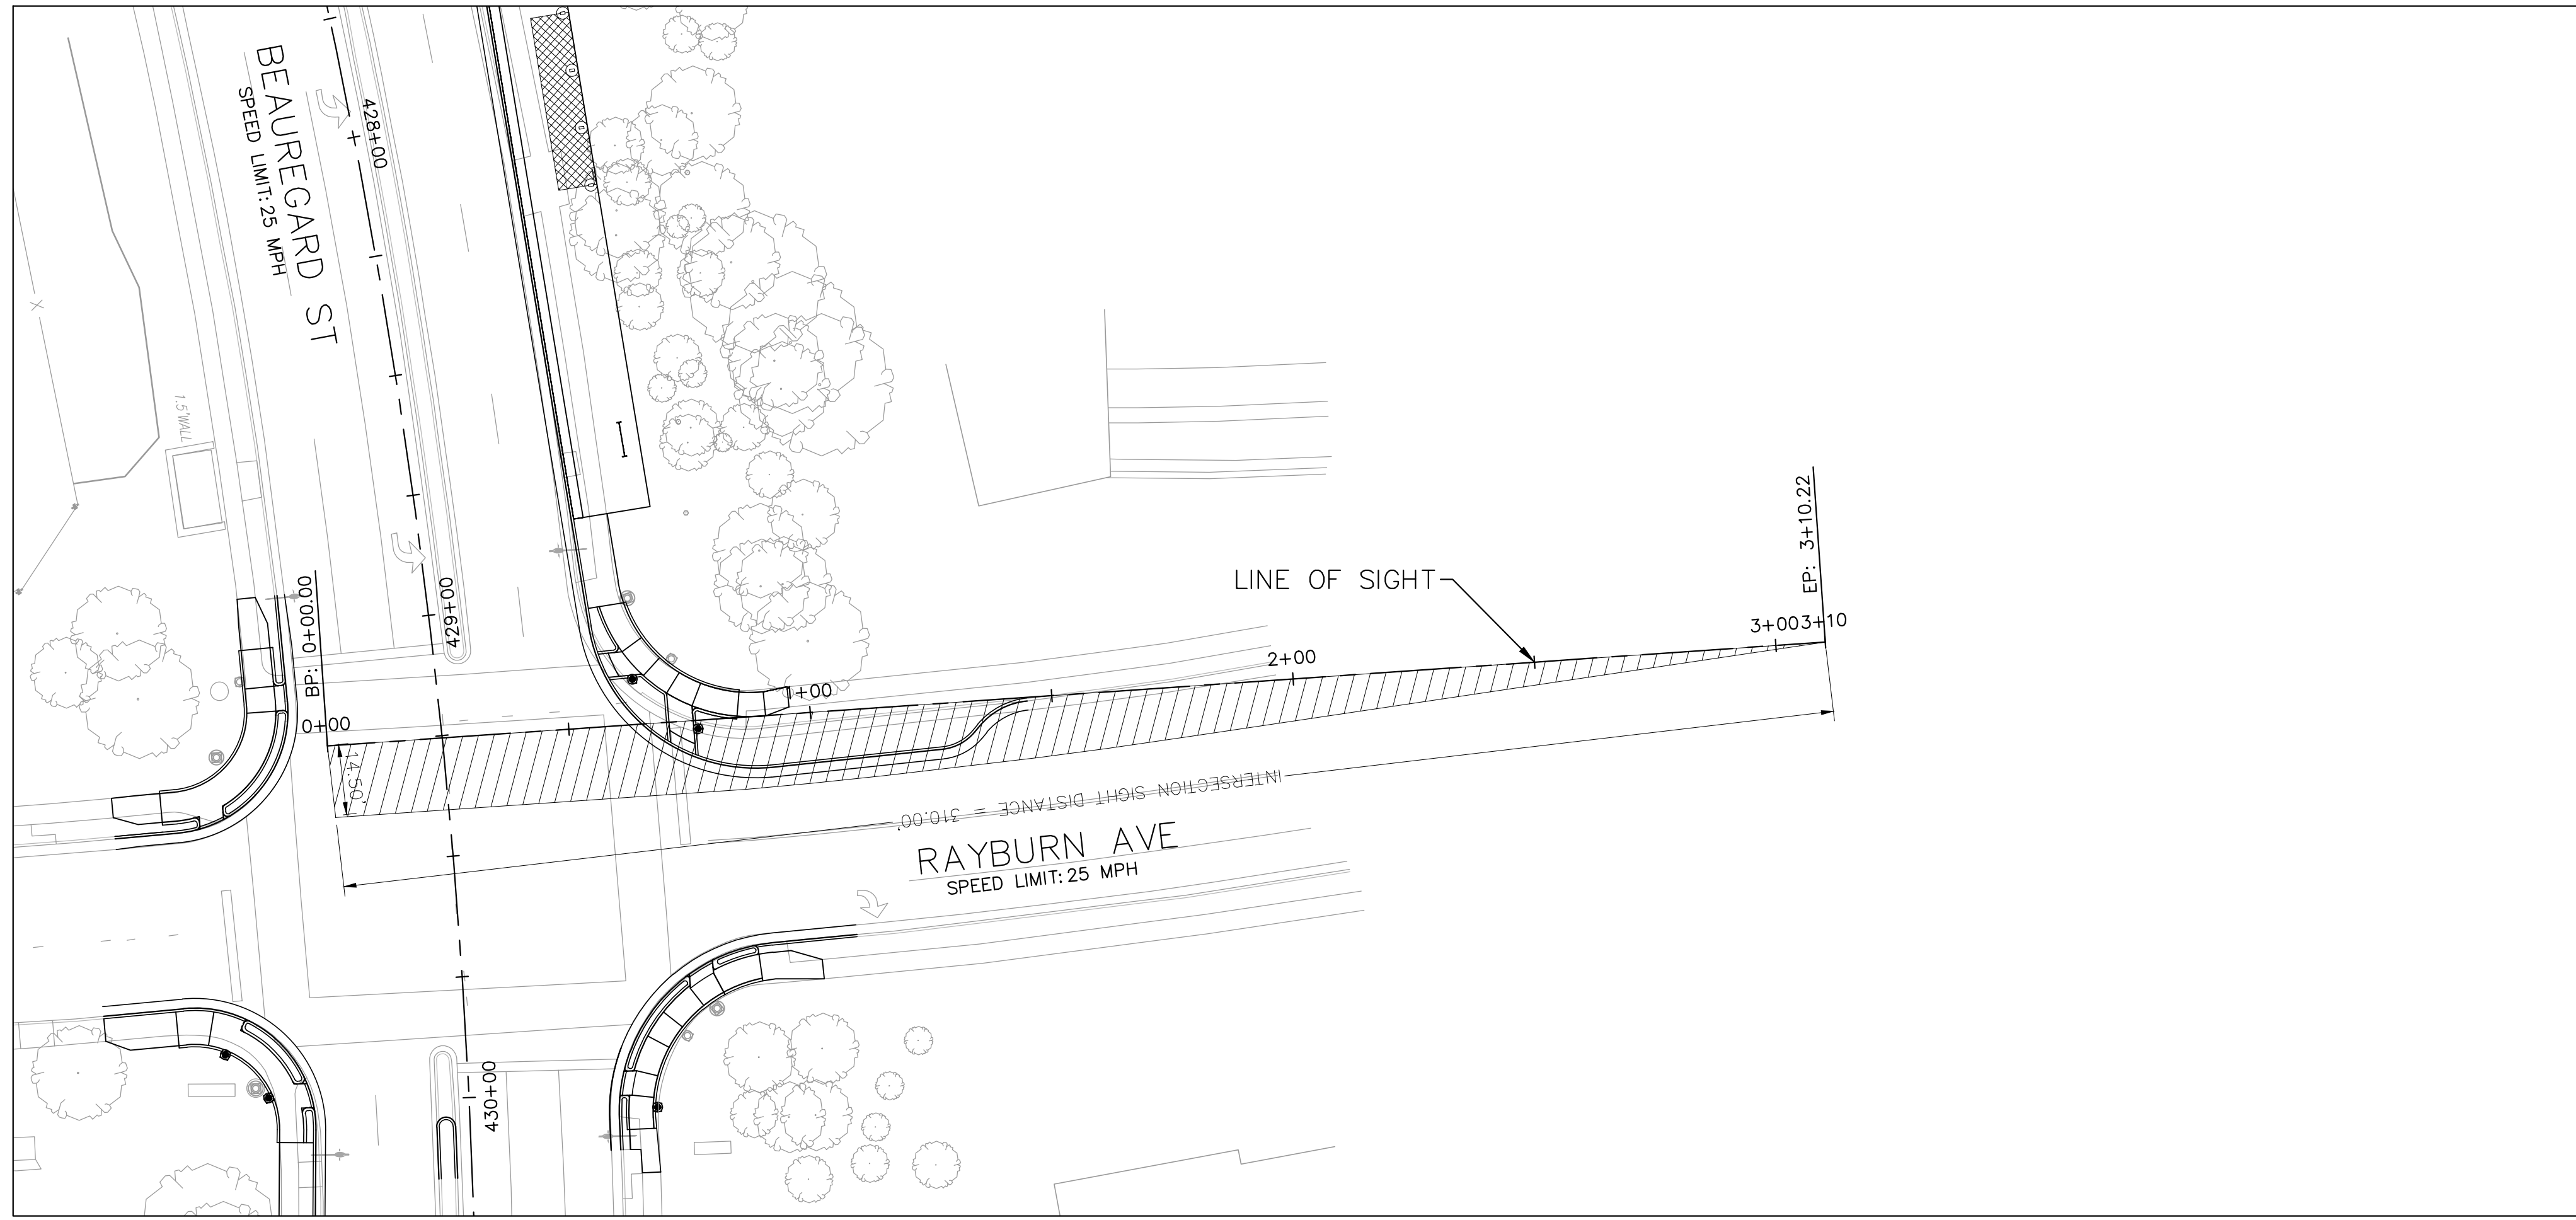 BEAUREGARD ST
SPEED LIMIT: 25 MPH
428+00
1.5'WALL
429+00
BP: 0+00.00
0+00
14.50'
+00
2+00
LINE OF SIGHT
3+00
3+10
EP: 3+10.22
INTERSECTION SIGHT DISTANCE = 310.00'
RAYBURN AVE
SPEED LIMIT: 25 MPH
430+00